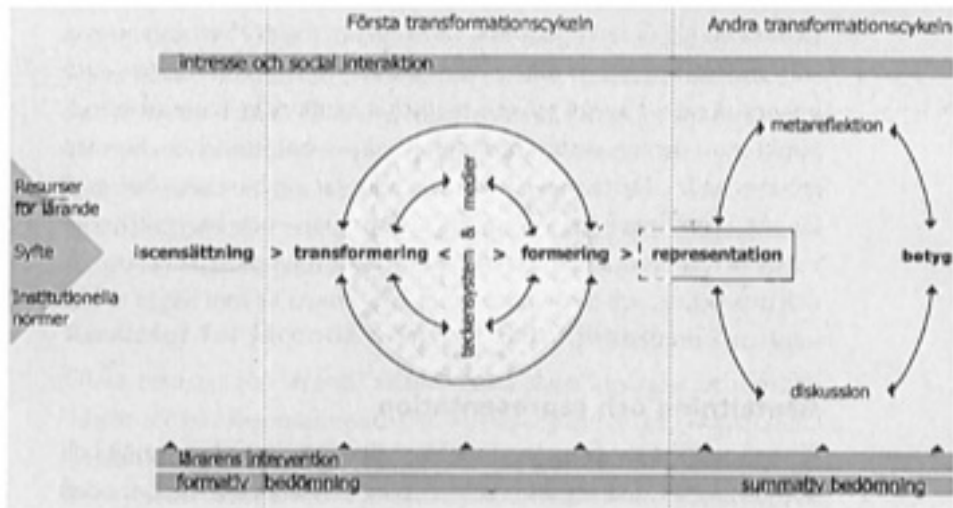 Första transformationscykeln
Andra transformationscykeln
intresse och social interaktion
metareflektion
Resurser
för lärande
Syfte
Institutionella
normer
iscensättning > transformering < > formering > representation
teckensystem & medier
betyg
diskussion
lärarens intervention
formativ bedömning
summativ bedömning